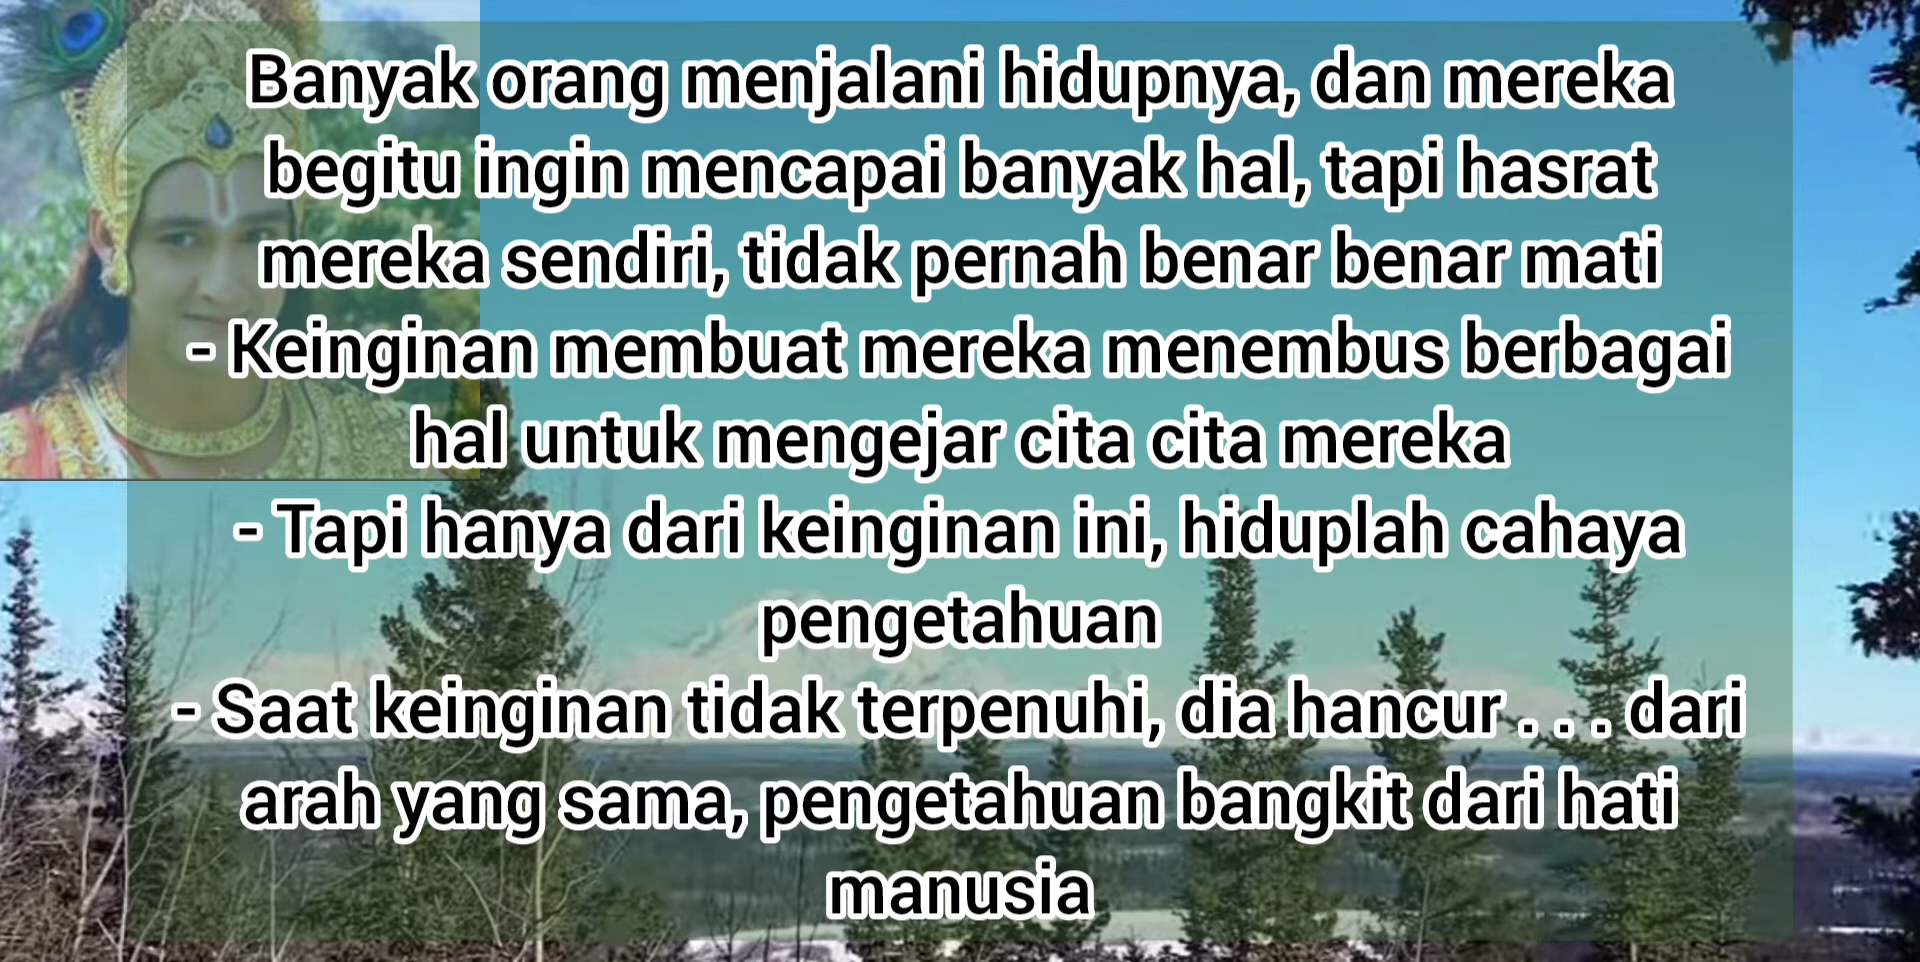 Banyak orang menjalani hidupnya, dan mereka
begitu ingin mencapai banyak hal, tapi hasrat
mereka sendiri, tidak pernah benar benar mati
- Keinginan membuat mereka menembus berbagai
hal untuk mengejar cita cita mereka
- Tapi hanya dari keinginan ini, hiduplah cahaya
pengetahuan
- Saat keinginan tidak terpenuhi, dia hancur . . . dari
arah yang sama, pengetahuan bangkit dari hati
manusia